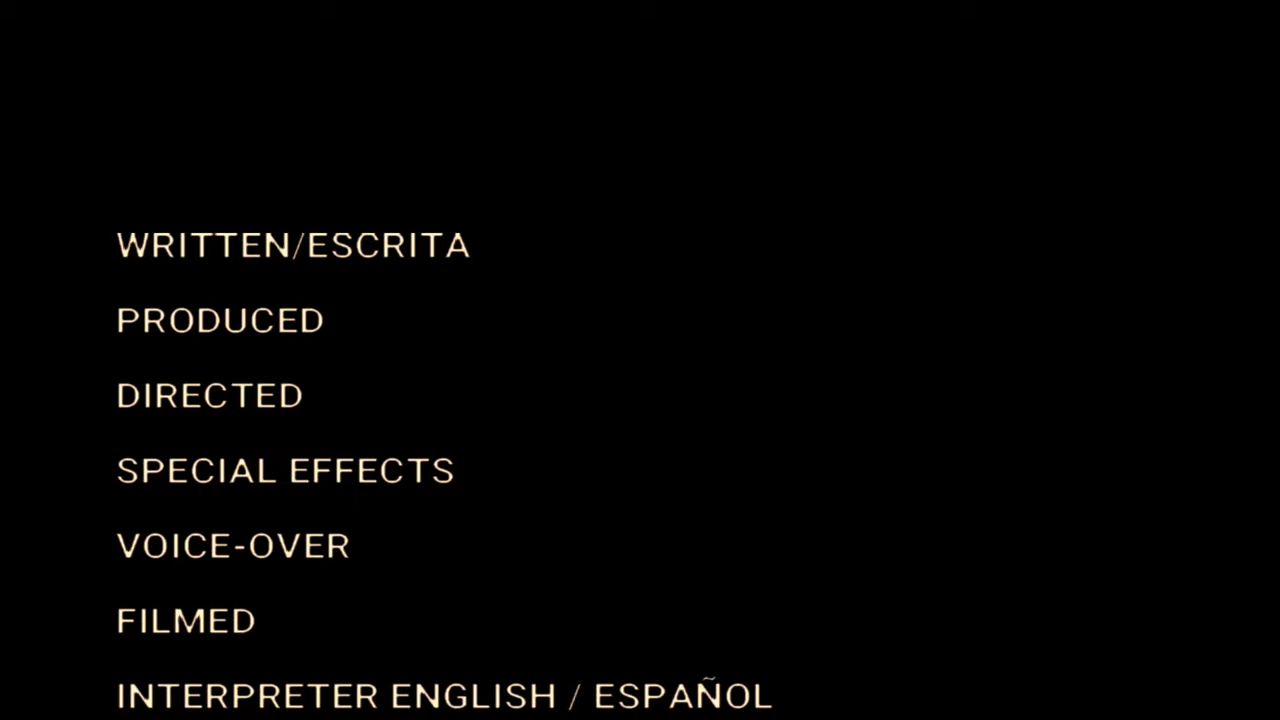 WRITTEN/ESCRITA
PRODUCED
DIRECTED
SPECIAL EFFECTS
VOICE-OVER
FILMED
INTERPRETER ENGLISH / ESPAÑOL